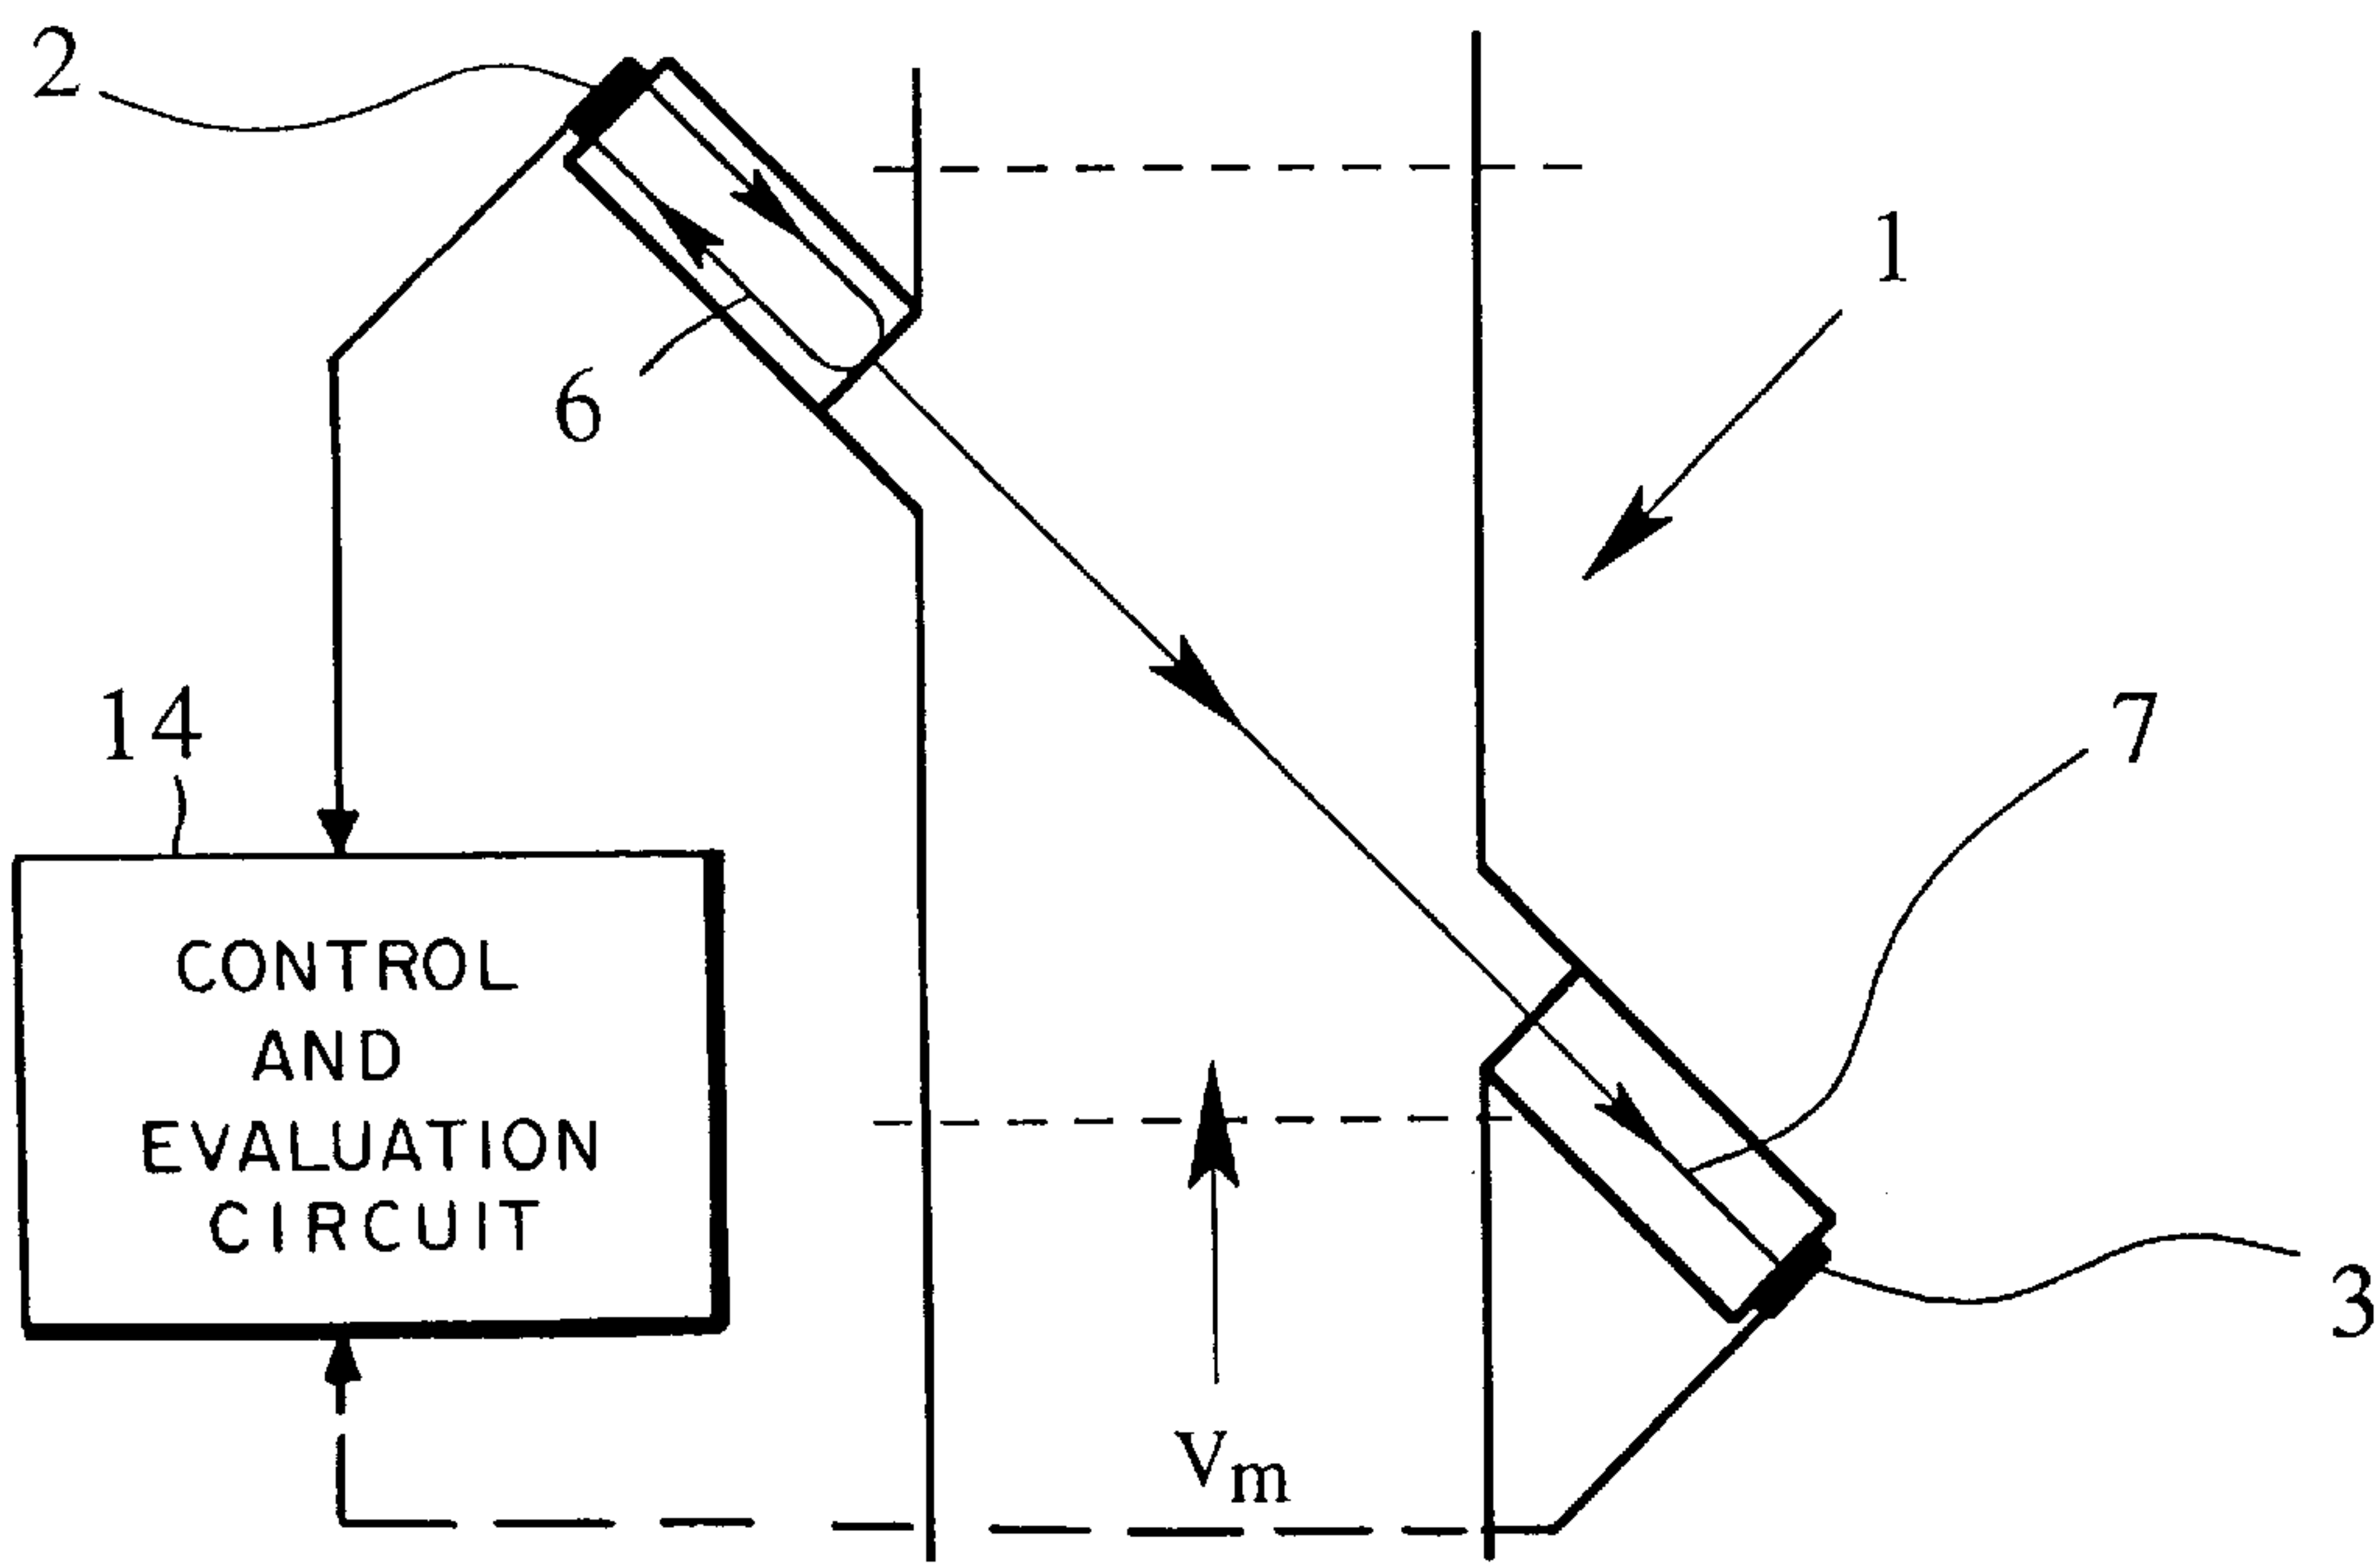 2
1
6
14
7
CONTROL
AND
EVALUATION
CIRCUIT
3
Vm